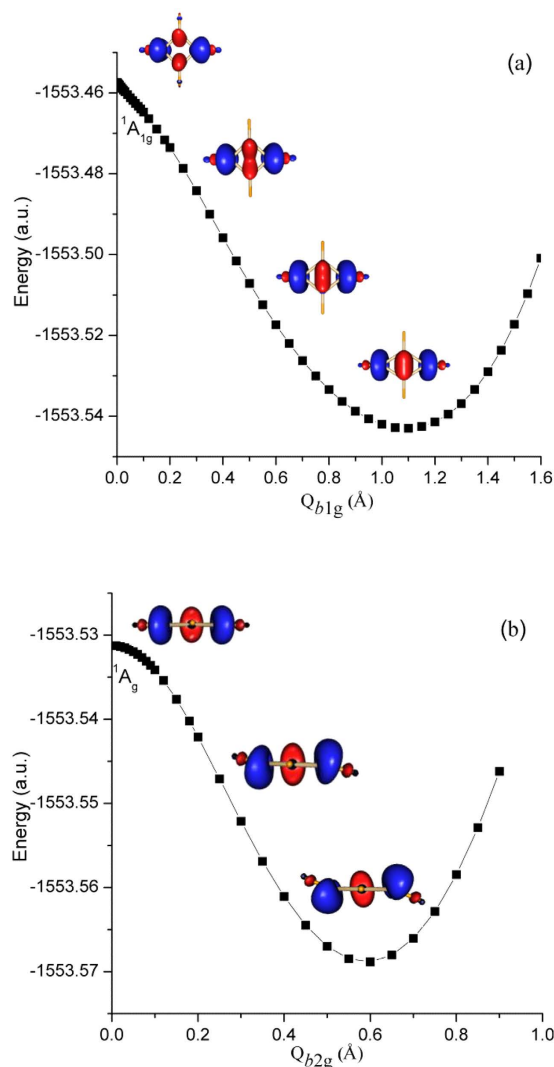 (a)
-1553.46
¹A₁g
-1553.48
-1553.50
-1553.52
-1553.54
Energy (a.u.)
0.0 0.2 0.4 0.6 0.8 1.0 1.2 1.4 1.6
Q_b1g (Å)
(b)
-1553.53
¹A_g
-1553.54
-1553.55
-1553.56
-1553.57
Energy (a.u.)
0.0 0.2 0.4 0.6 0.8 1.0
Q_b2g (Å)